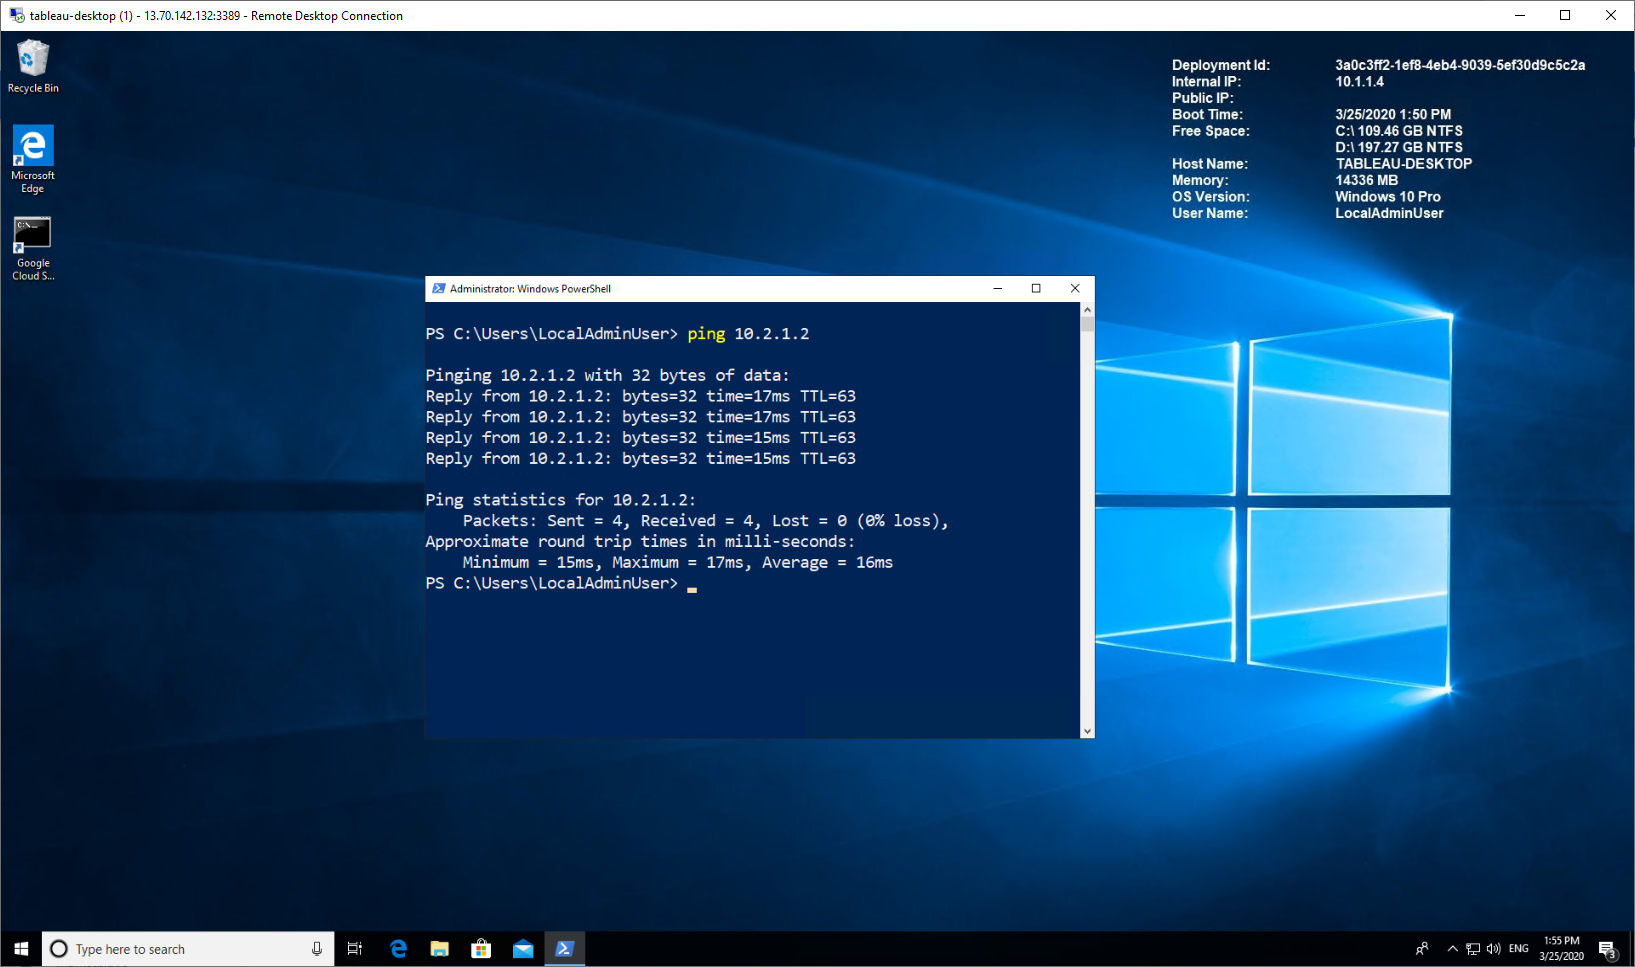 tableau-desktop (1) - 13.70.142.132:3389 - Remote Desktop Connection
Recycle Bin
Microsoft
Edge
C:\_
Google
Cloud S...
Deployment Id: 3a0c3ff2-1ef8-4eb4-9039-5ef30d9c5c2a
Internal IP: 10.1.1.4
Public IP:
Boot Time: 3/25/2020 1:50 PM
Free Space: C:\ 109.46 GB NTFS
D:\ 197.27 GB NTFS
Host Name: TABLEAU-DESKTOP
Memory: 14336 MB
OS Version: Windows 10 Pro
User Name: LocalAdminUser
Administrator: Windows PowerShell
PS C:\Users\LocalAdminUser> ping 10.2.1.2
Pinging 10.2.1.2 with 32 bytes of data:
Reply from 10.2.1.2: bytes=32 time=17ms TTL=63
Reply from 10.2.1.2: bytes=32 time=17ms TTL=63
Reply from 10.2.1.2: bytes=32 time=15ms TTL=63
Reply from 10.2.1.2: bytes=32 time=15ms TTL=63
Ping statistics for 10.2.1.2:
Packets: Sent = 4, Received = 4, Lost = 0 (0% loss),
Approximate round trip times in milli-seconds:
Minimum = 15ms, Maximum = 17ms, Average = 16ms
PS C:\Users\LocalAdminUser>
Type here to search
ENG
1:55 PM
3/25/2020
3